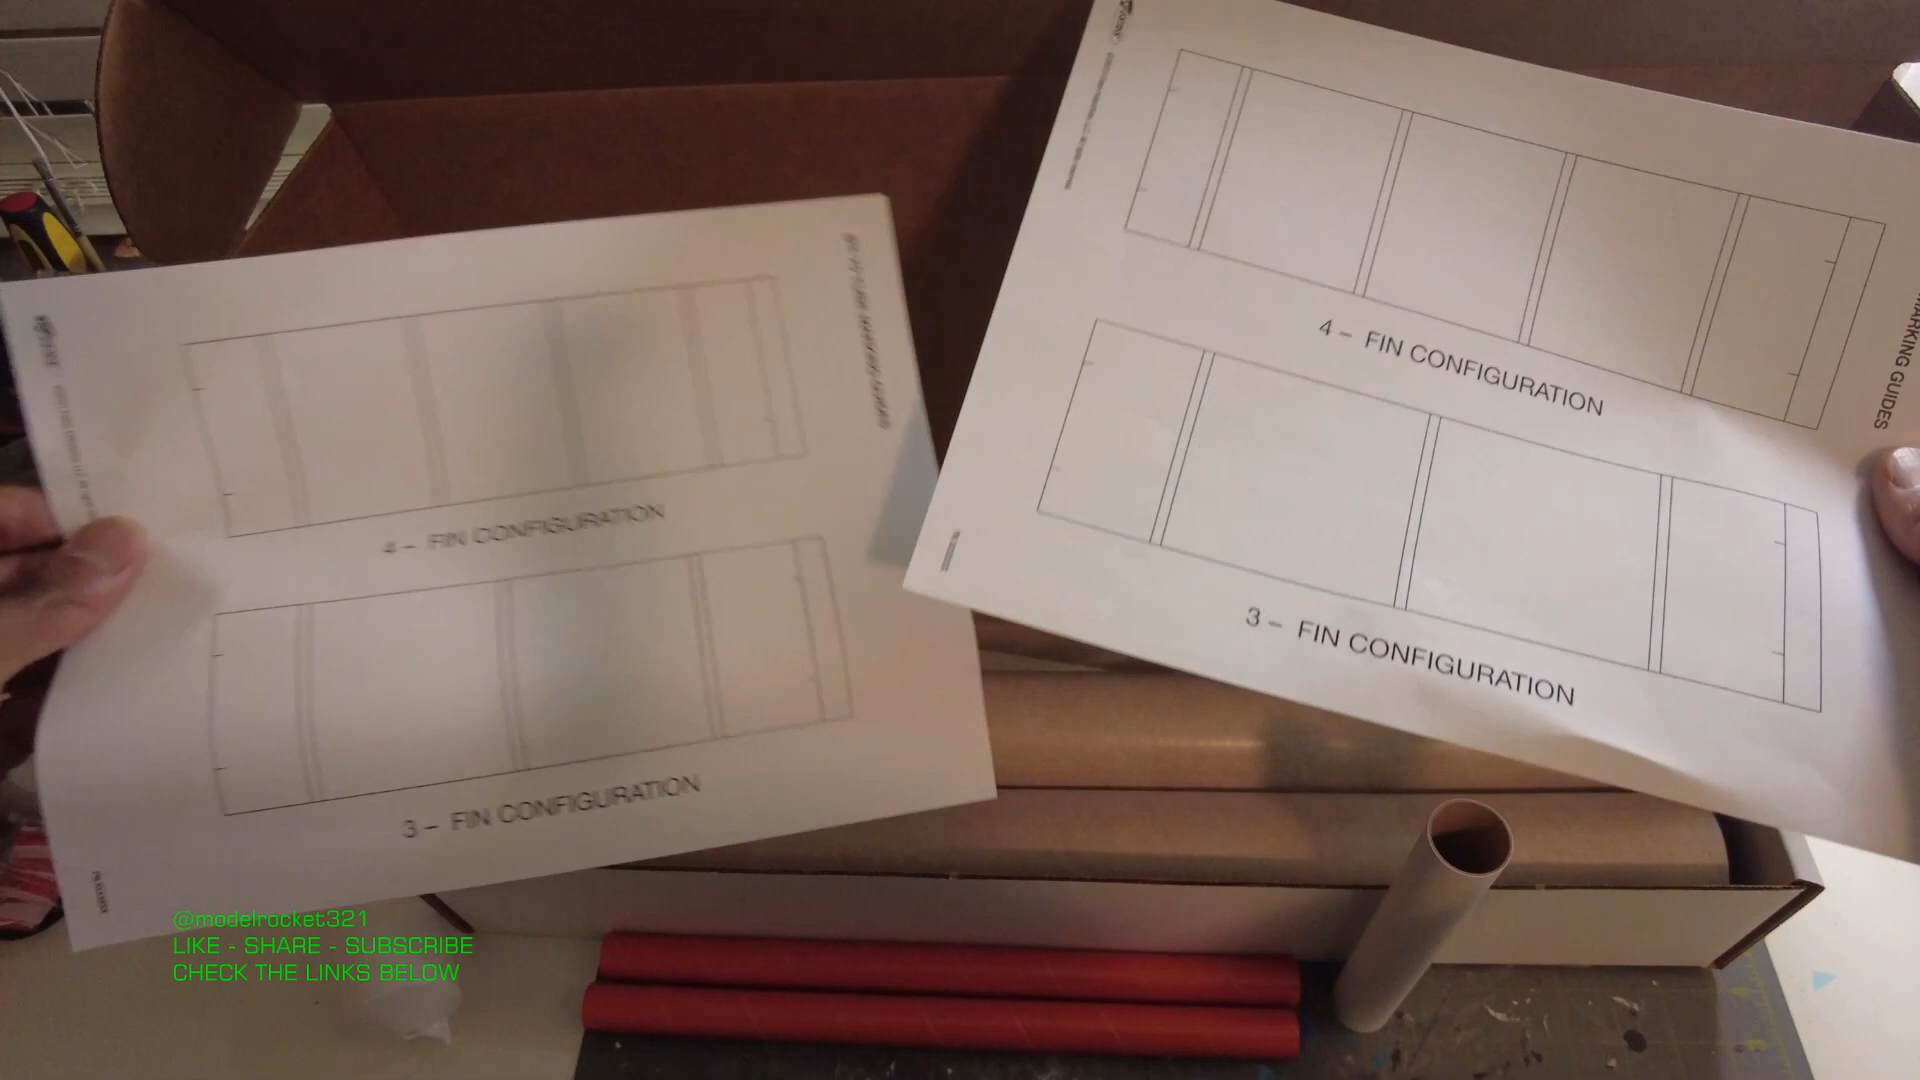 4 – FIN CONFIGURATION
3 – FIN CONFIGURATION
4 – FIN CONFIGURATION
3 – FIN CONFIGURATION
MARKING GUIDES
@modelrocket321
LIKE - SHARE - SUBSCRIBE
CHECK THE LINKS BELOW